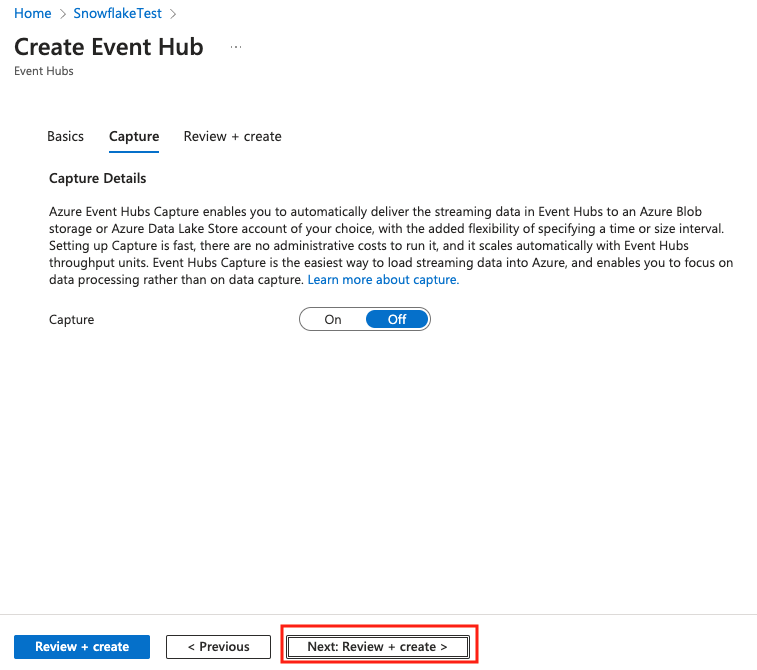 Home > SnowflakeTest >
Create Event Hub ...
Event Hubs
Basics Capture Review + create
Capture Details
Azure Event Hubs Capture enables you to automatically deliver the streaming data in Event Hubs to an Azure Blob
storage or Azure Data Lake Store account of your choice, with the added flexibility of specifying a time or size interval.
Setting up Capture is fast, there are no administrative costs to run it, and it scales automatically with Event Hubs
throughput units. Event Hubs Capture is the easiest way to load streaming data into Azure, and enables you to focus on
data processing rather than on data capture. Learn more about capture.
Capture On Off
Review + create < Previous Next: Review + create >